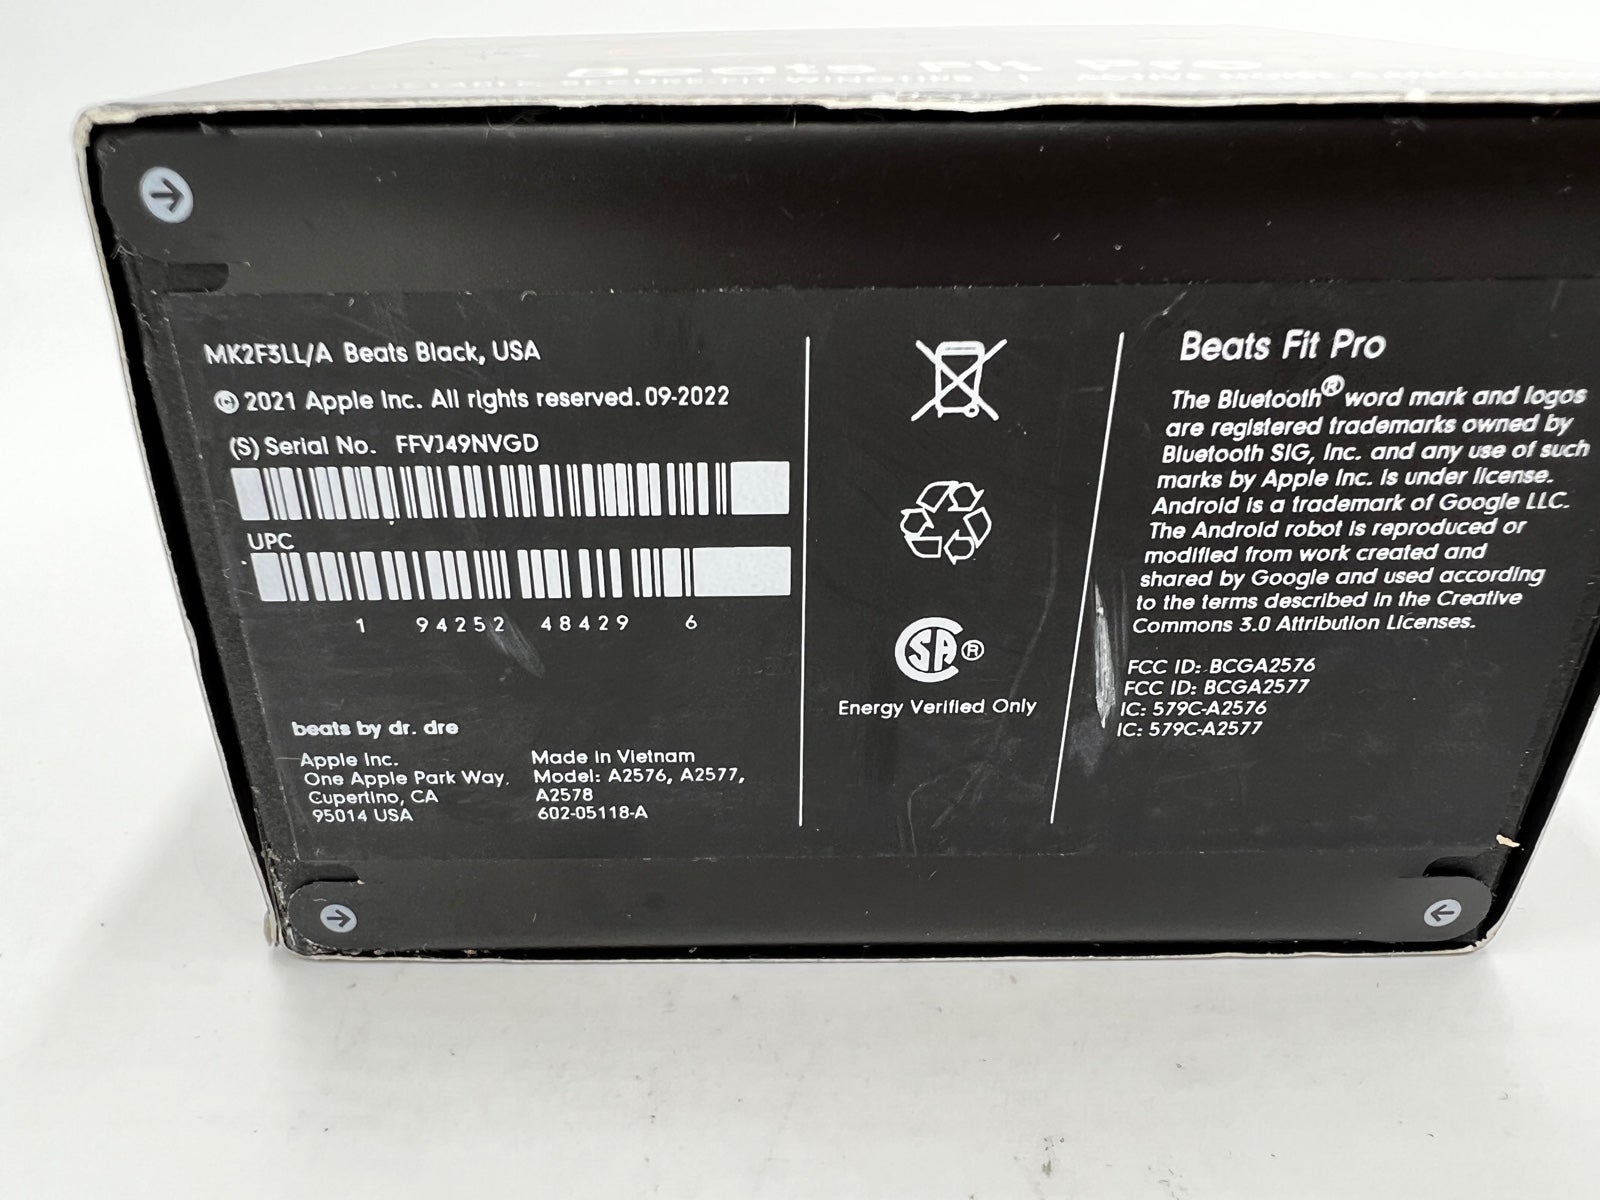 Beats Fit Pro
MK2F3LL/A Beats Black, USA
© 2021 Apple Inc. All rights reserved. 09-2022
(S) Serial No. FFVJ49NVGD
UPC
1 94252 48429 6
beats by dr. dre
Apple Inc.
One Apple Park Way,
Cupertino, CA
95014 USA
Made in Vietnam
Model: A2576, A2577,
A2578
602-05118-A
SA®
Energy Verified Only
Beats Fit Pro
The Bluetooth® word mark and logos
are registered trademarks owned by
Bluetooth SIG, Inc. and any use of such
marks by Apple Inc. is under license.
Android is a trademark of Google LLC.
The Android robot is reproduced or
modified from work created and
shared by Google and used according
to the terms described in the Creative
Commons 3.0 Attribution Licenses.
FCC ID: BCGA2576
FCC ID: BCGA2577
IC: 579C-A2576
IC: 579C-A2577